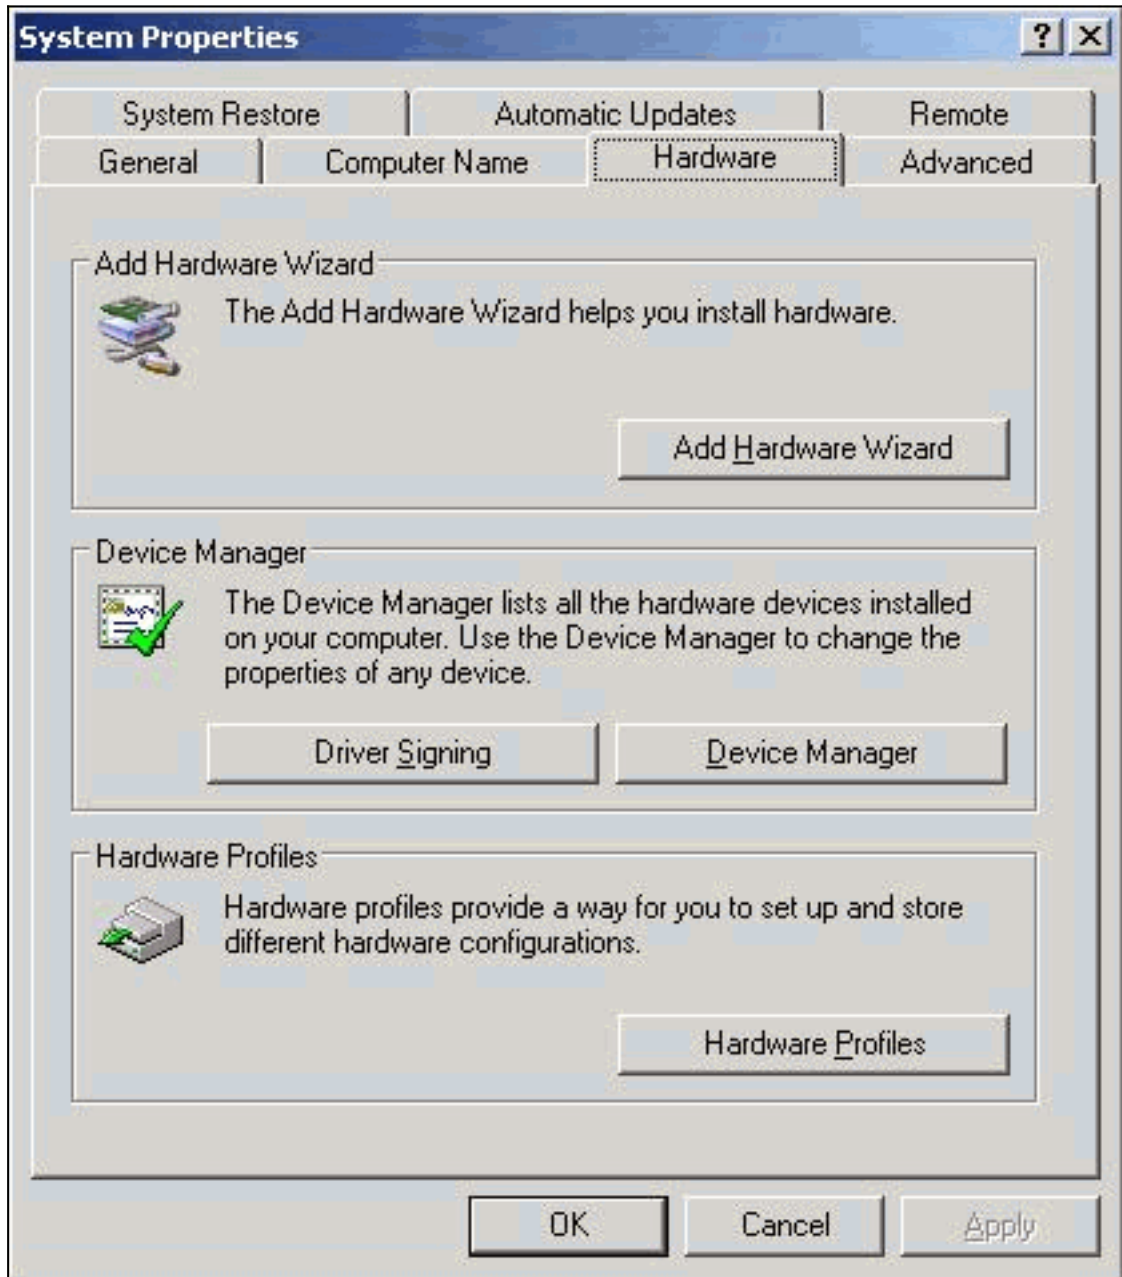 System Properties
System Restore Automatic Updates Remote
General Computer Name Hardware Advanced
Add Hardware Wizard
The Add Hardware Wizard helps you install hardware.
Add Hardware Wizard
Device Manager
The Device Manager lists all the hardware devices installed
on your computer. Use the Device Manager to change the
properties of any device.
Driver Signing Device Manager
Hardware Profiles
Hardware profiles provide a way for you to set up and store
different hardware configurations.
Hardware Profiles
OK Cancel Apply